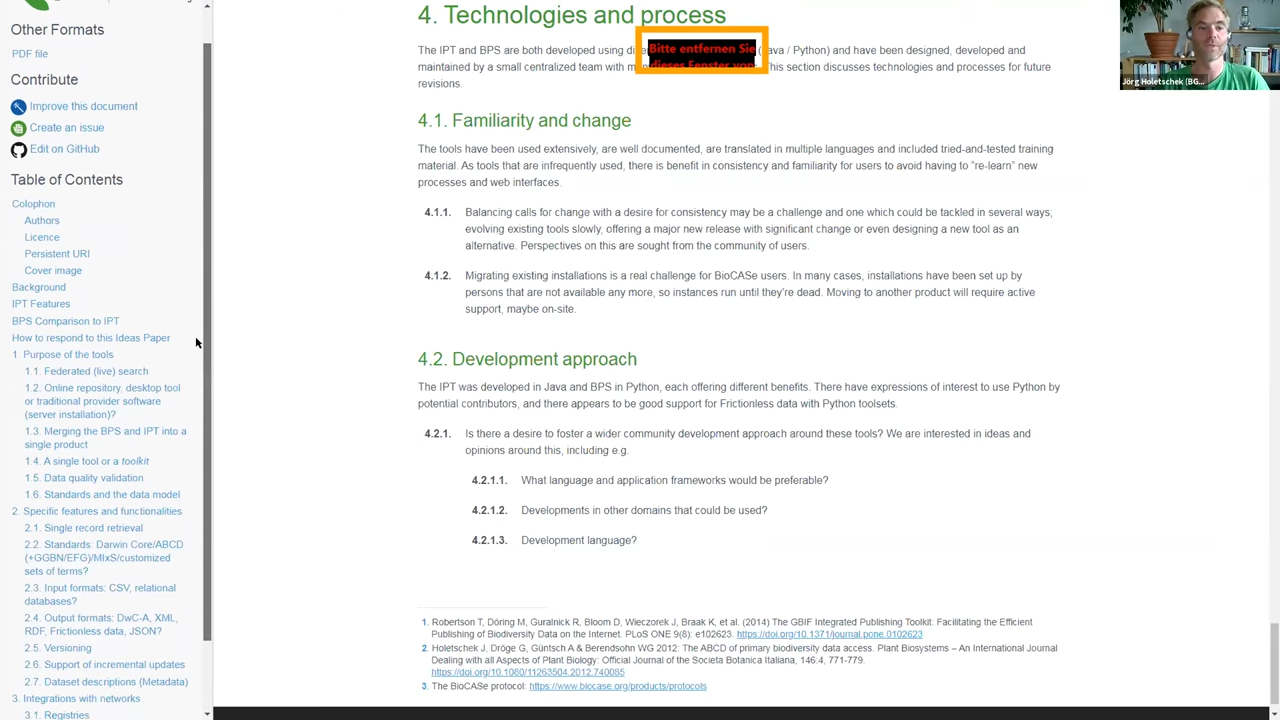 Other Formats
PDF file
Contribute
Improve this document
Create an issue
Edit on GitHub
Table of Contents
Colophon
Authors
Licence
Persistent URI
Cover image
Background
IPT Features
BPS Comparison to IPT
How to respond to this Ideas Paper
1. Purpose of the tools
1.1. Federated (live) search
1.2. Online repository, desktop tool
or traditional provider software
(server installation)?
1.3. Merging the BPS and IPT into a
single product
1.4. A single tool or a toolkit
1.5. Data quality validation
1.6. Standards and the data model
2. Specific features and functionalities
2.1. Single record retrieval
2.2. Standards: Darwin Core/ABCD
(+GGBN/EFG)/MIxS/customized
sets of terms?
2.3. Input formats: CSV, relational
databases?
2.4. Output formats: DwC-A, XML,
RDF, Frictionless data, JSON?
2.5. Versioning
2.6. Support of incremental updates
2.7. Dataset descriptions (Metadata)
3. Integrations with networks
3.1. Registries
4. Technologies and process
The IPT and BPS are both developed using Bitte entfernen Sie / Python) and have been designed, developed and
maintained by a small centralized team with dieses Fenster This section discusses technologies and processes for future
revisions.
4.1. Familiarity and change
The tools have been used extensively, are well documented, are translated in multiple languages and included tried-and-tested training
material. As tools that are infrequently used, there is benefit in consistency and familiarity for users to avoid having to "re-learn" new
processes and web interfaces.
4.1.1. Balancing calls for change with a desire for consistency may be a challenge and one which could be tackled in several ways;
evolving existing tools slowly, offering a major new release with significant change or even designing a new tool as an
alternative. Perspectives on this are sought from the community of users.
4.1.2. Migrating existing installations is a real challenge for BioCASe users. In many cases, installations have been set up by
persons that are not available any more, so instances run until they're dead. Moving to another product will require active
support, maybe on-site.
4.2. Development approach
The IPT was developed in Java and BPS in Python, each offering different benefits. There have expressions of interest to use Python by
potential contributors, and there appears to be good support for Frictionless data with Python toolsets.
4.2.1. Is there a desire to foster a wider community development approach around these tools? We are interested in ideas and
opinions around this, including e.g.
4.2.1.1. What language and application frameworks would be preferable?
4.2.1.2. Developments in other domains that could be used?
4.2.1.3. Development language?
1. Robertson T, Döring M, Guralnick R, Bloom D, Wieczorek J, Braak K, et al. (2014) The GBIF Integrated Publishing Toolkit: Facilitating the Efficient
Publishing of Biodiversity Data on the Internet. PLoS ONE 9(8): e102623. https://doi.org/10.1371/journal.pone.0102623
2. Holetschek J, Dröge G, Güntsch A & Berendsohn WG 2012: The ABCD of primary biodiversity data access. Plant Biosystems – An International Journal
Dealing with all Aspects of Plant Biology: Official Journal of the Societa Botanica Italiana, 146:4, 771-779.
https://doi.org/10.1080/11263504.2012.740085
3. The BioCASe protocol: https://www.biocase.org/products/protocols
Jörg Holetschek (BG...